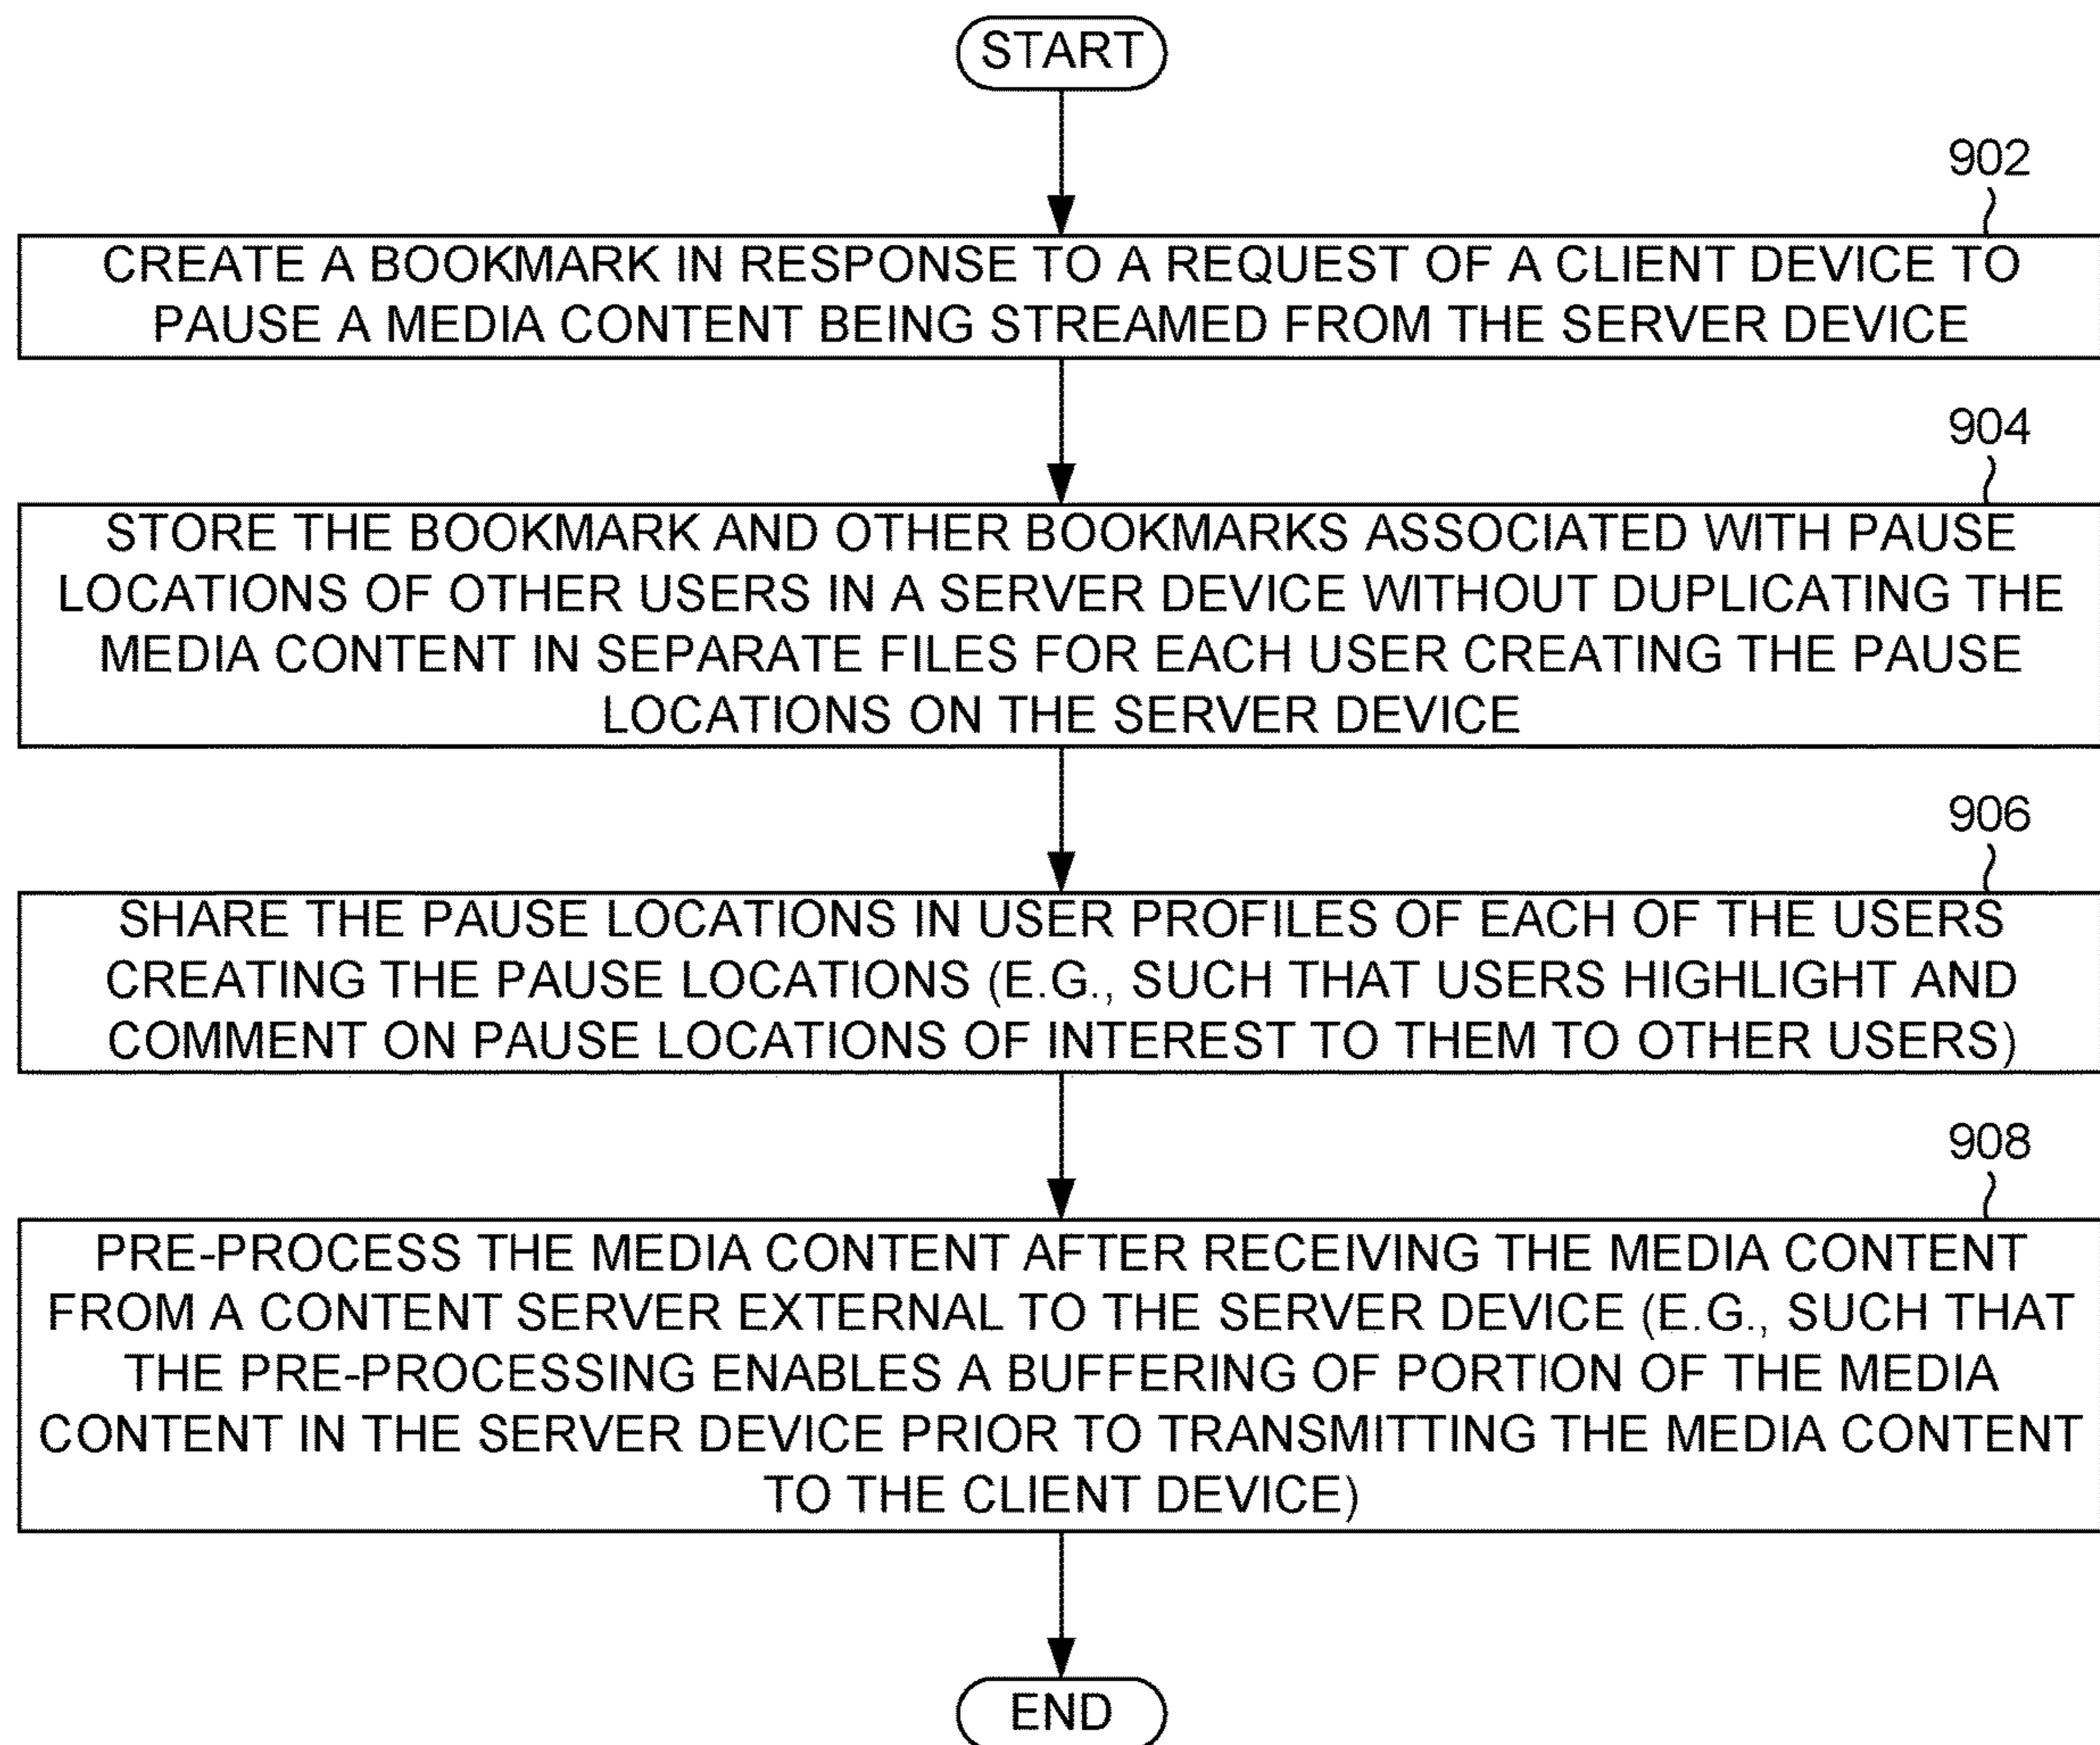 START
902
CREATE A BOOKMARK IN RESPONSE TO A REQUEST OF A CLIENT DEVICE TO
PAUSE A MEDIA CONTENT BEING STREAMED FROM THE SERVER DEVICE
904
STORE THE BOOKMARK AND OTHER BOOKMARKS ASSOCIATED WITH PAUSE
LOCATIONS OF OTHER USERS IN A SERVER DEVICE WITHOUT DUPLICATING THE
MEDIA CONTENT IN SEPARATE FILES FOR EACH USER CREATING THE PAUSE
LOCATIONS ON THE SERVER DEVICE
906
SHARE THE PAUSE LOCATIONS IN USER PROFILES OF EACH OF THE USERS
CREATING THE PAUSE LOCATIONS (E.G., SUCH THAT USERS HIGHLIGHT AND
COMMENT ON PAUSE LOCATIONS OF INTEREST TO THEM TO OTHER USERS)
908
PRE-PROCESS THE MEDIA CONTENT AFTER RECEIVING THE MEDIA CONTENT
FROM A CONTENT SERVER EXTERNAL TO THE SERVER DEVICE (E.G., SUCH THAT
THE PRE-PROCESSING ENABLES A BUFFERING OF PORTION OF THE MEDIA
CONTENT IN THE SERVER DEVICE PRIOR TO TRANSMITTING THE MEDIA CONTENT
TO THE CLIENT DEVICE)
END